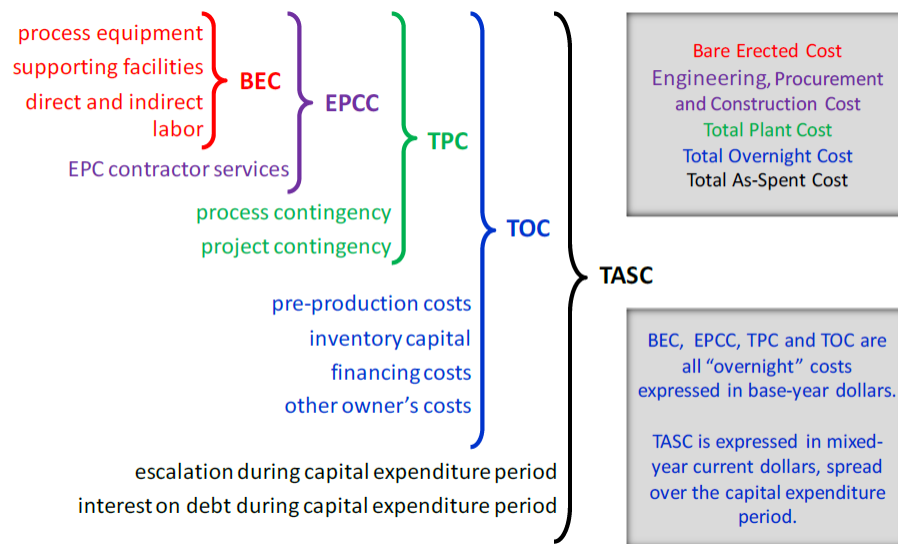 process equipment
supporting facilities
direct and indirect
labor
BEC
EPC contractor services
EPCC
process contingency
project contingency
TPC
pre-production costs
inventory capital
financing costs
other owner's costs
TOC
escalation during capital expenditure period
interest on debt during capital expenditure period
TASC
Bare Erected Cost
Engineering, Procurement
and Construction Cost
Total Plant Cost
Total Overnight Cost
Total As-Spent Cost
BEC, EPCC, TPC and TOC are
all “overnight” costs
expressed in base-year dollars.
TASC is expressed in mixed-
year current dollars, spread
over the capital expenditure
period.